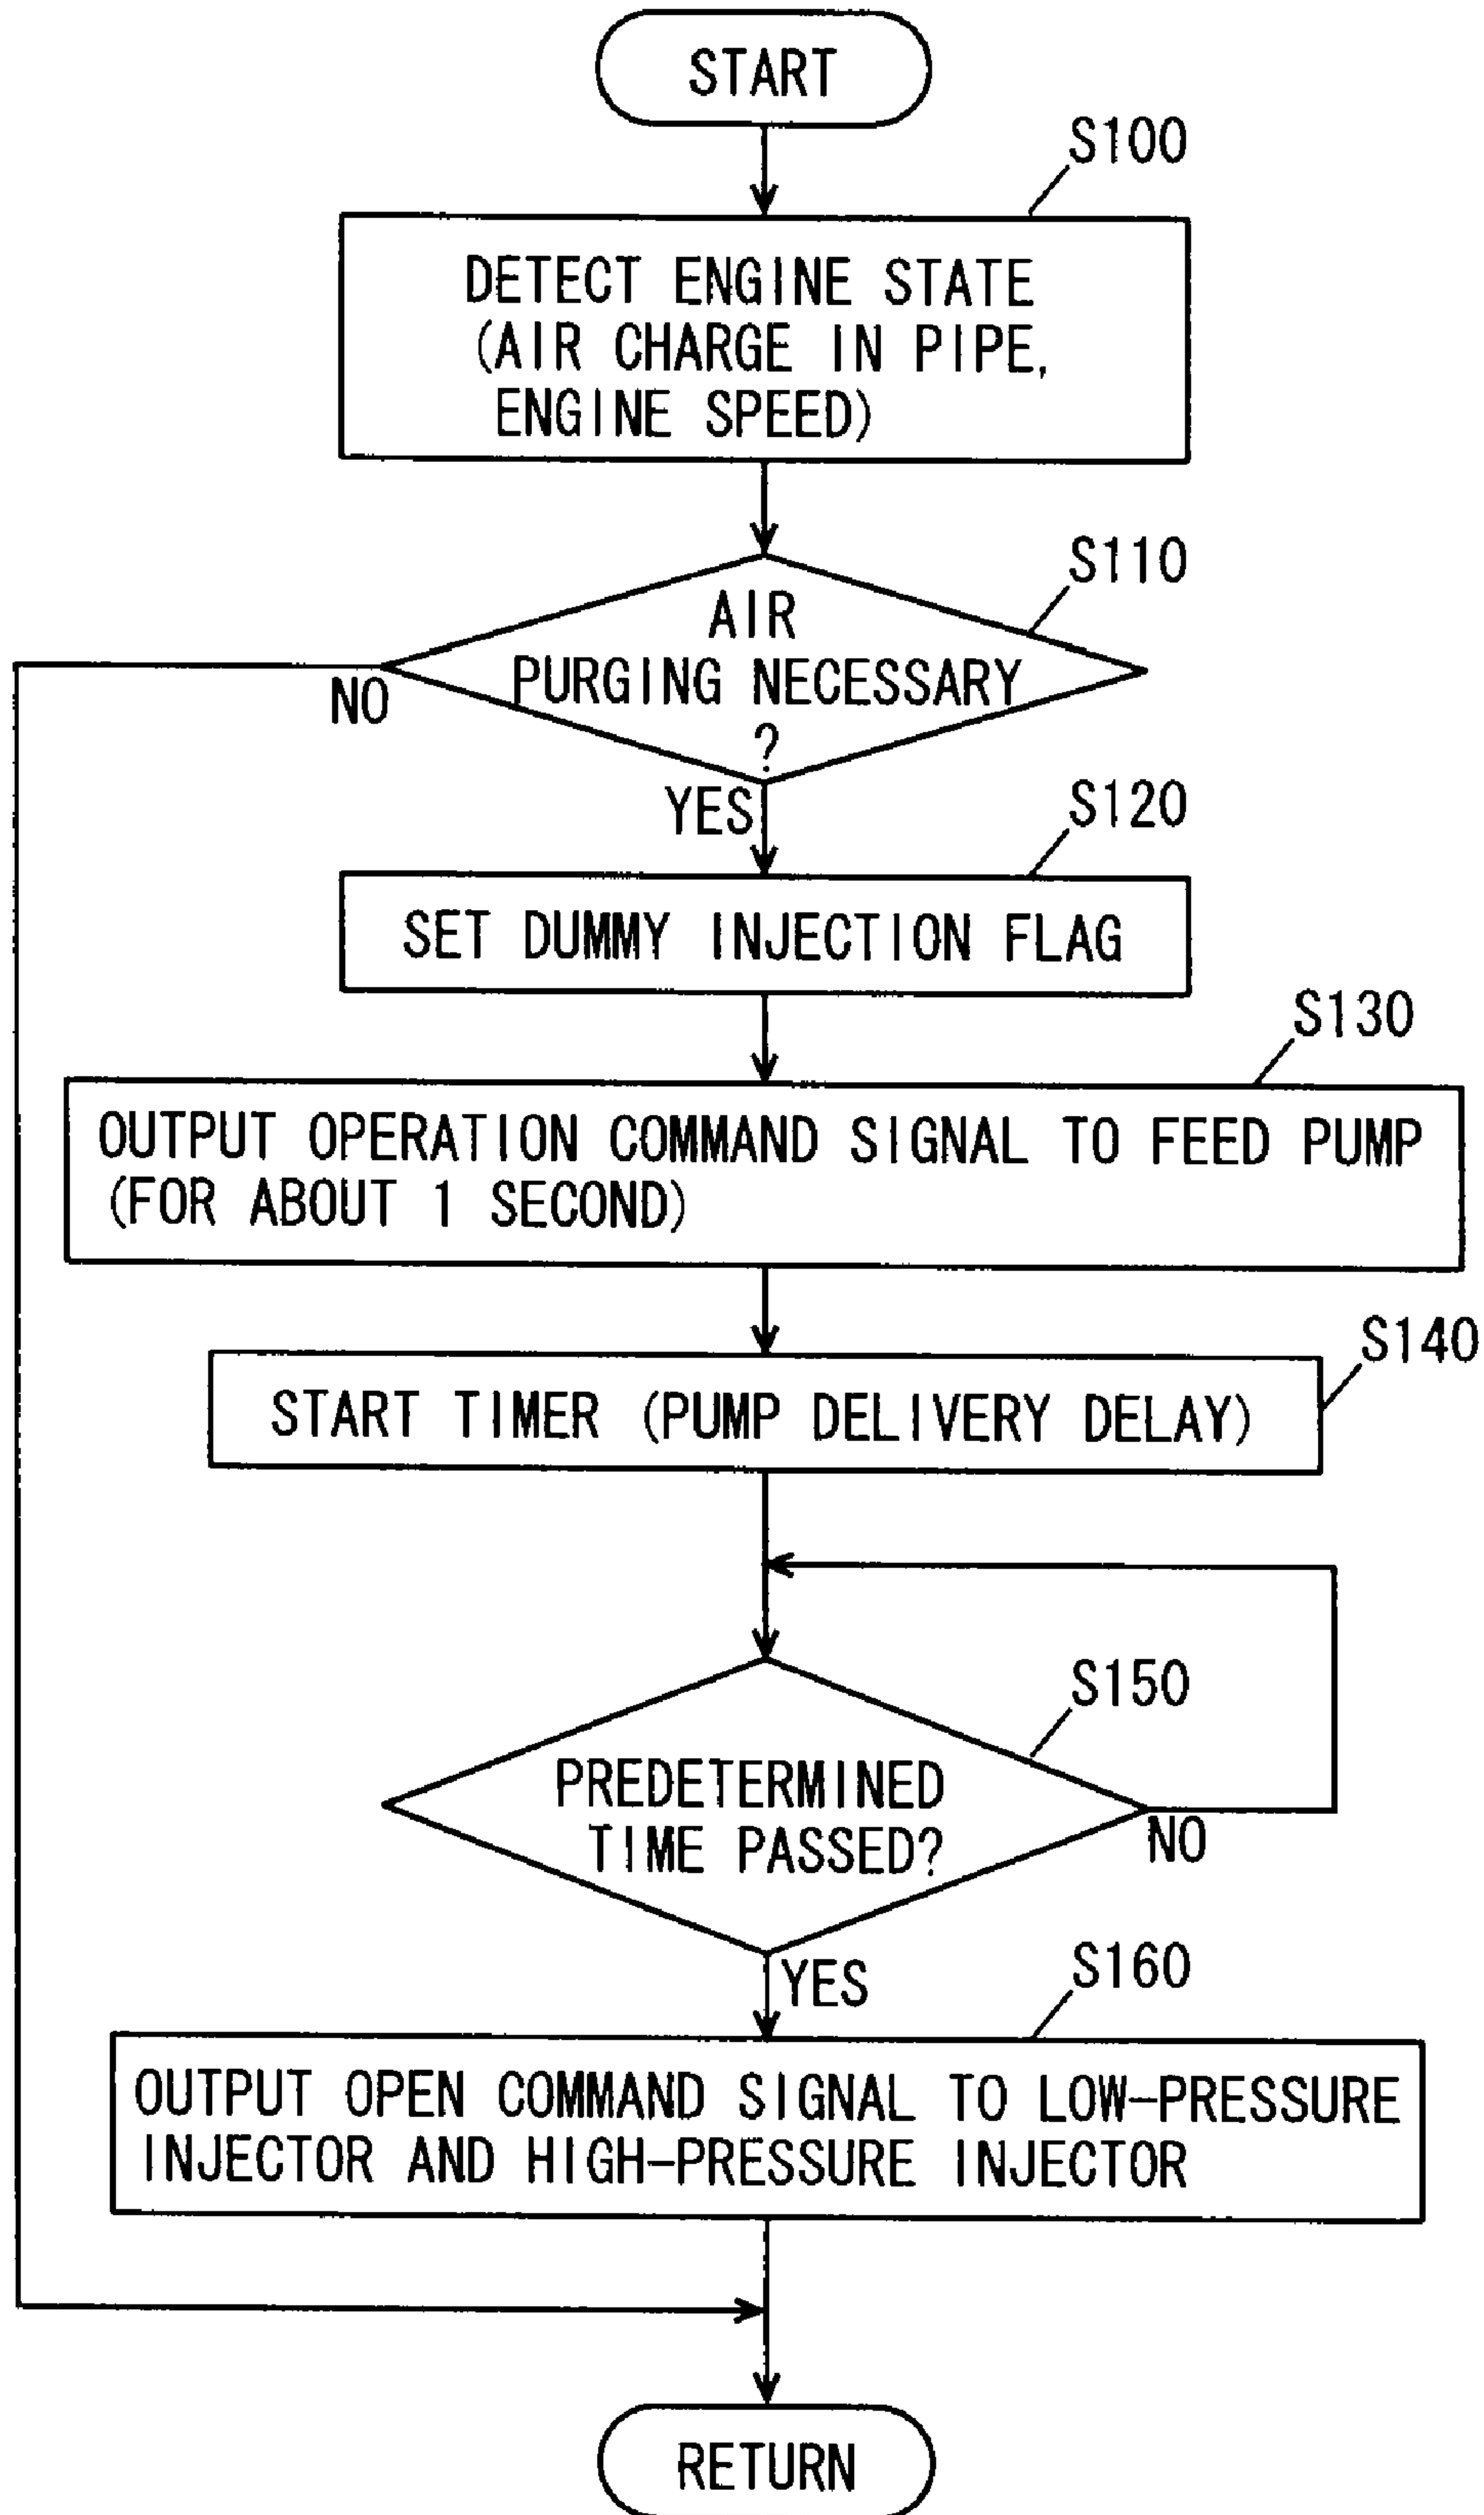 START
S100
DETECT ENGINE STATE
(AIR CHARGE IN PIPE,
ENGINE SPEED)
S110
AIR
PURGING NECESSARY
?
NO
YES
S120
SET DUMMY INJECTION FLAG
S130
OUTPUT OPERATION COMMAND SIGNAL TO FEED PUMP
(FOR ABOUT 1 SECOND)
S140
START TIMER (PUMP DELIVERY DELAY)
S150
PREDETERMINED
TIME PASSED?
NO
YES
S160
OUTPUT OPEN COMMAND SIGNAL TO LOW-PRESSURE
INJECTOR AND HIGH-PRESSURE INJECTOR
RETURN